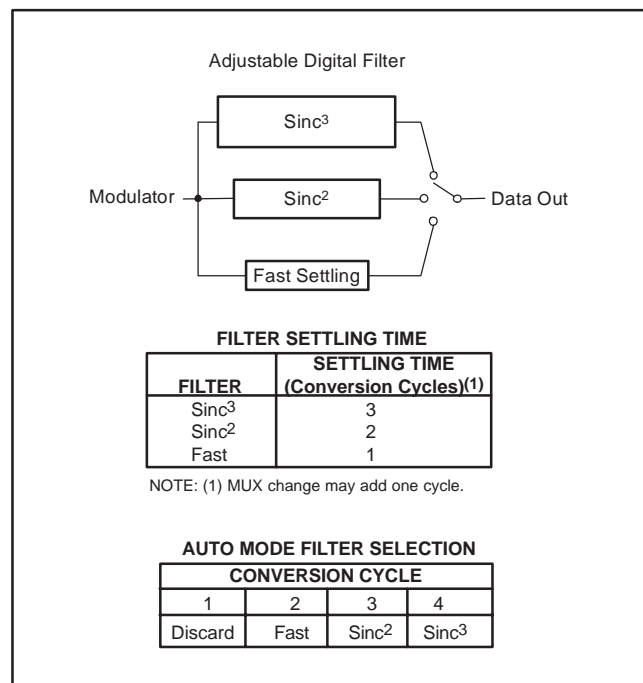 Adjustable Digital Filter
Sinc3
Modulator
Sinc2
Data Out
Fast Settling
FILTER SETTLING TIME
FILTER
SETTLING TIME
(Conversion Cycles)(1)
Sinc3 3
Sinc2 2
Fast 1
NOTE: (1) MUX change may add one cycle.
AUTO MODE FILTER SELECTION
CONVERSION CYCLE
1 2 3 4
Discard Fast Sinc2 Sinc3